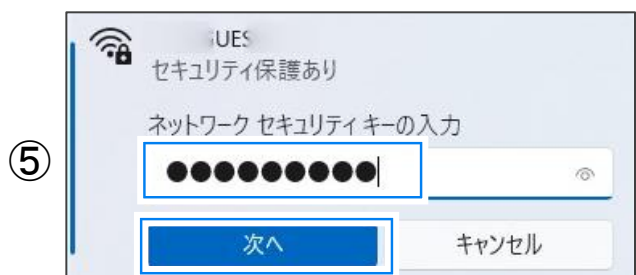 セキュリティ保護あり
ネットワーク セキュリティ キーの入力
⑤
●●●●●●●●●
次へ
キャンセル